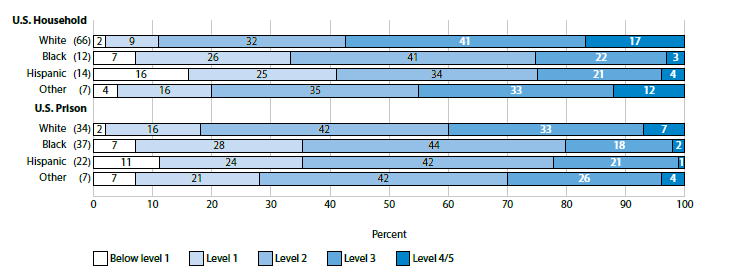 U.S. Household
White (66) 2 9 32 41 17
Black (12) 7 26 41 22 3
Hispanic (14) 16 25 34 21 4
Other (7) 4 16 35 33 12
U.S. Prison
White (34) 2 16 42 33 7
Black (37) 7 28 44 18 2
Hispanic (22) 11 24 42 21 1
Other (7) 7 21 42 26 4
0 10 20 30 40 50 60 70 80 90 100
Percent
Below level 1 Level 1 Level 2 Level 3 Level 4/5